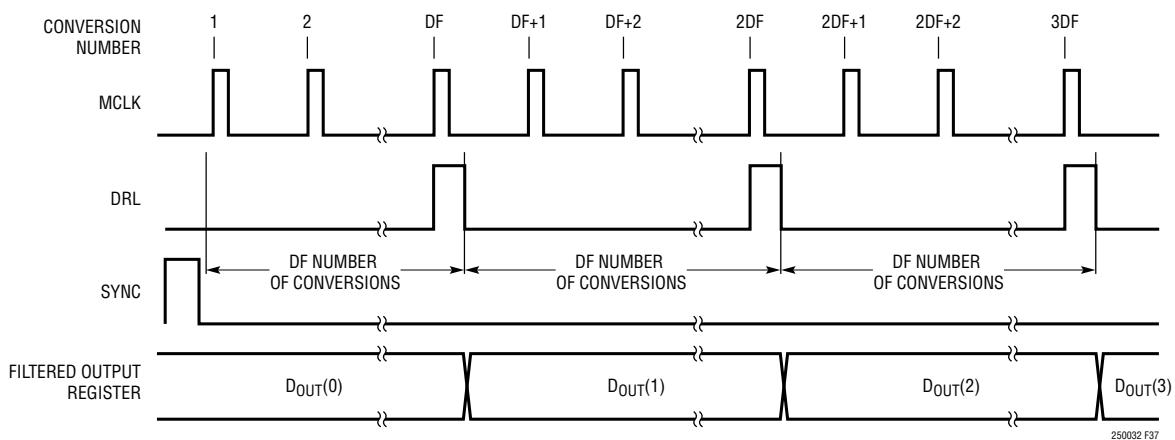 CONVERSION NUMBER
1 2 DF DF+1 DF+2 2DF 2DF+1 2DF+2 3DF
MCLK
DRL
DF NUMBER OF CONVERSIONS
DF NUMBER OF CONVERSIONS
DF NUMBER OF CONVERSIONS
SYNC
FILTERED OUTPUT REGISTER
DOUT(0) DOUT(1) DOUT(2) DOUT(3)
250032 F37